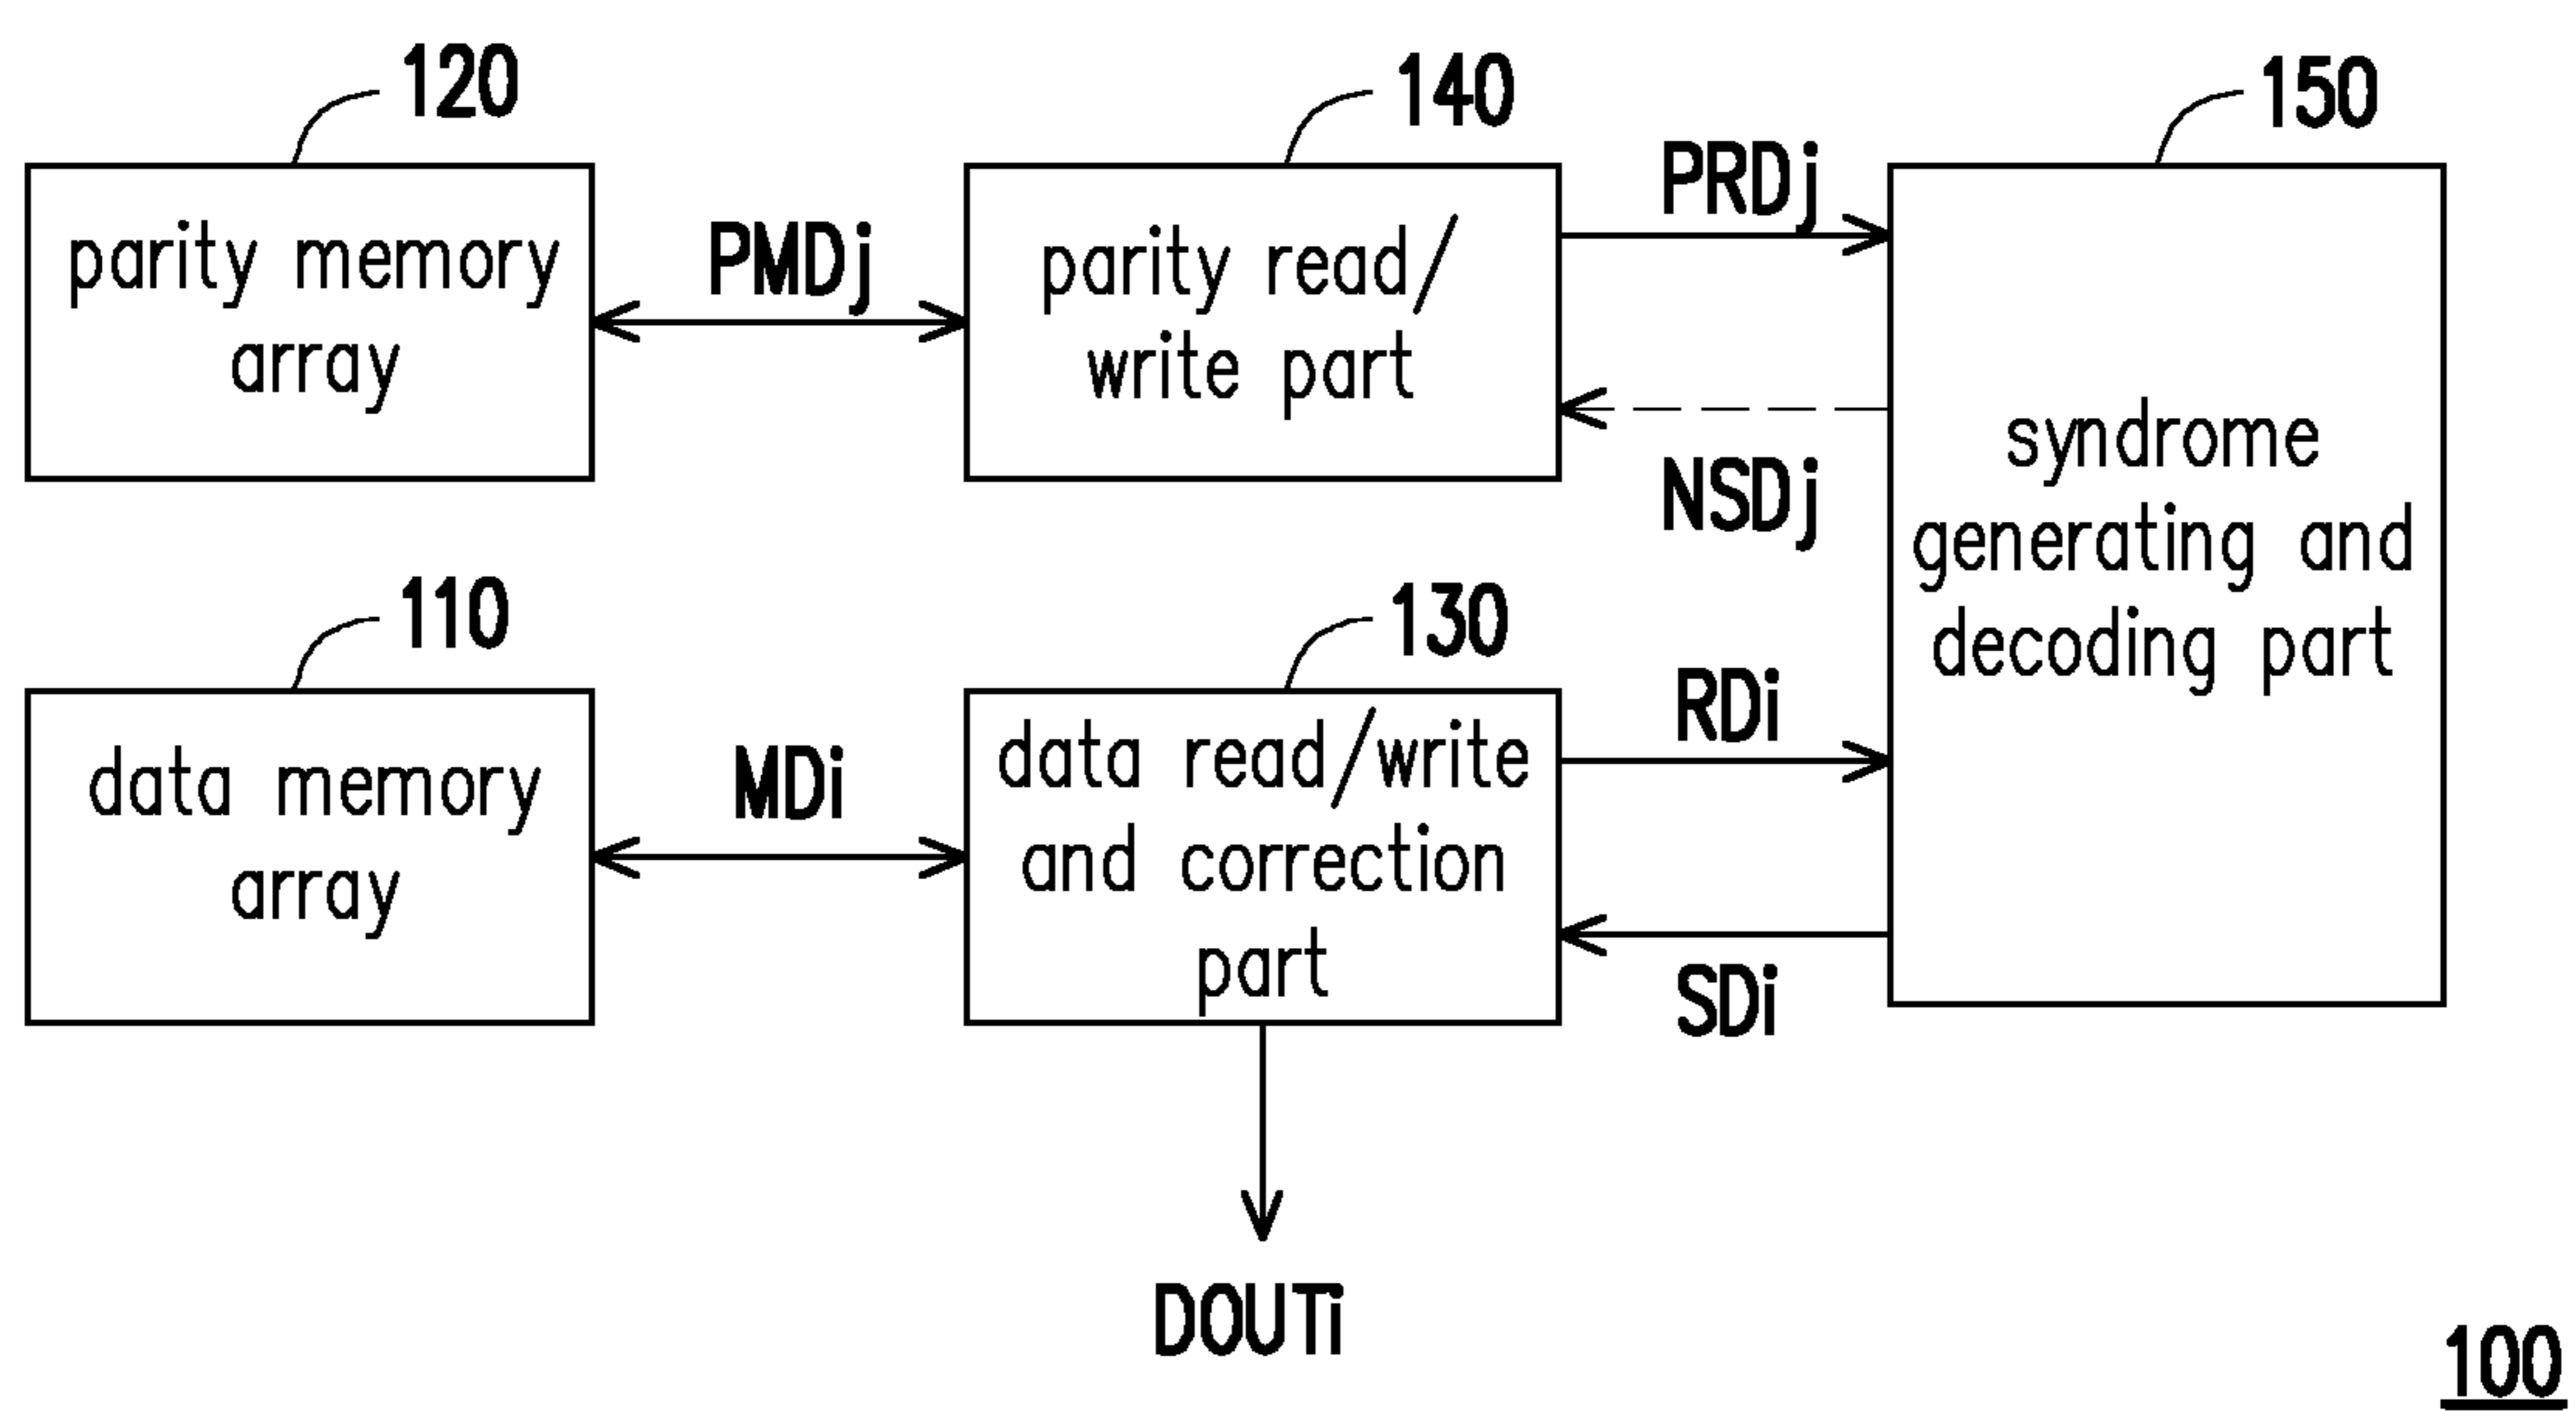 120
140
150
parity memory
array
PMDj
parity read/
write part
PRDj
NSDj
syndrome
generating and
decoding part
110
130
data memory
array
MDi
data read/write
and correction
part
RDi
SDi
DOUTi
100